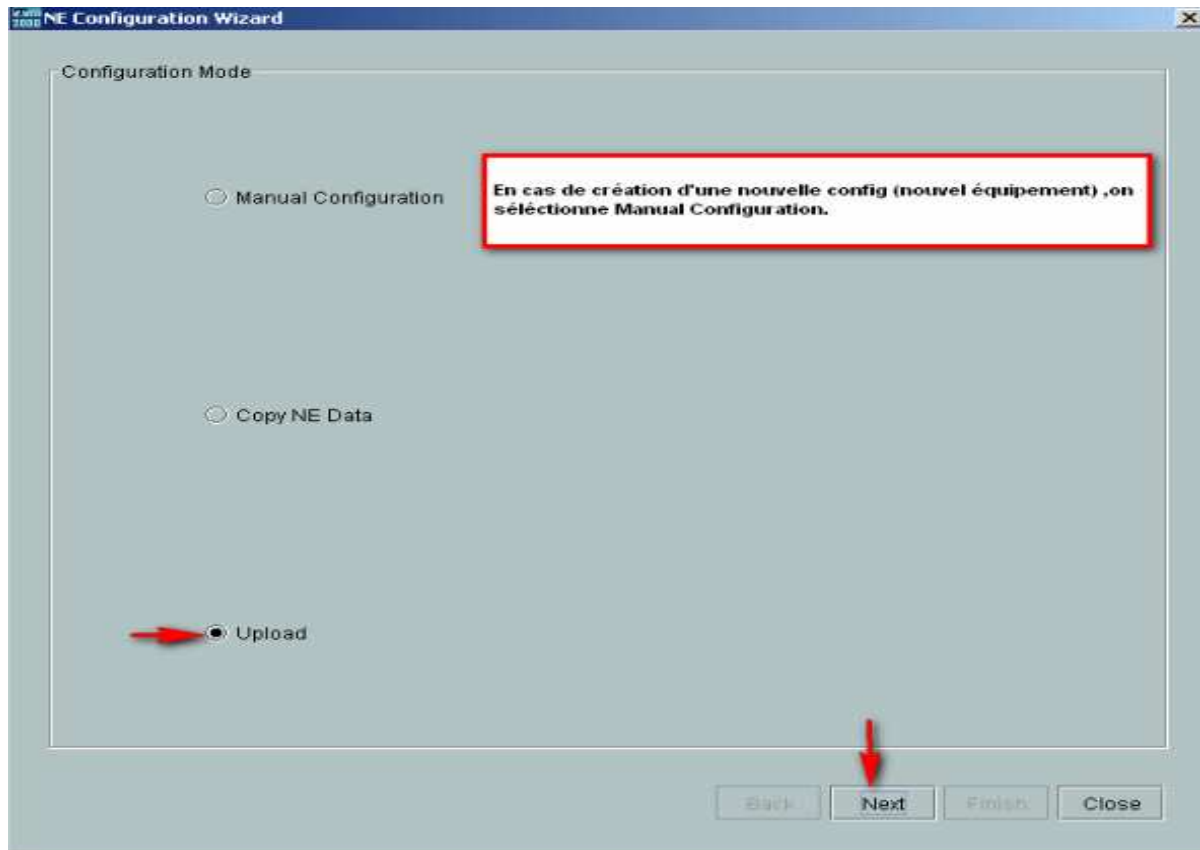 NE Configuration Wizard
Configuration Mode
Manual Configuration
En cas de création d'une nouvelle config (nouvel équipement) ,on
séléctionne Manual Configuration.
Copy NE Data
Upload
Back Next Finish Close